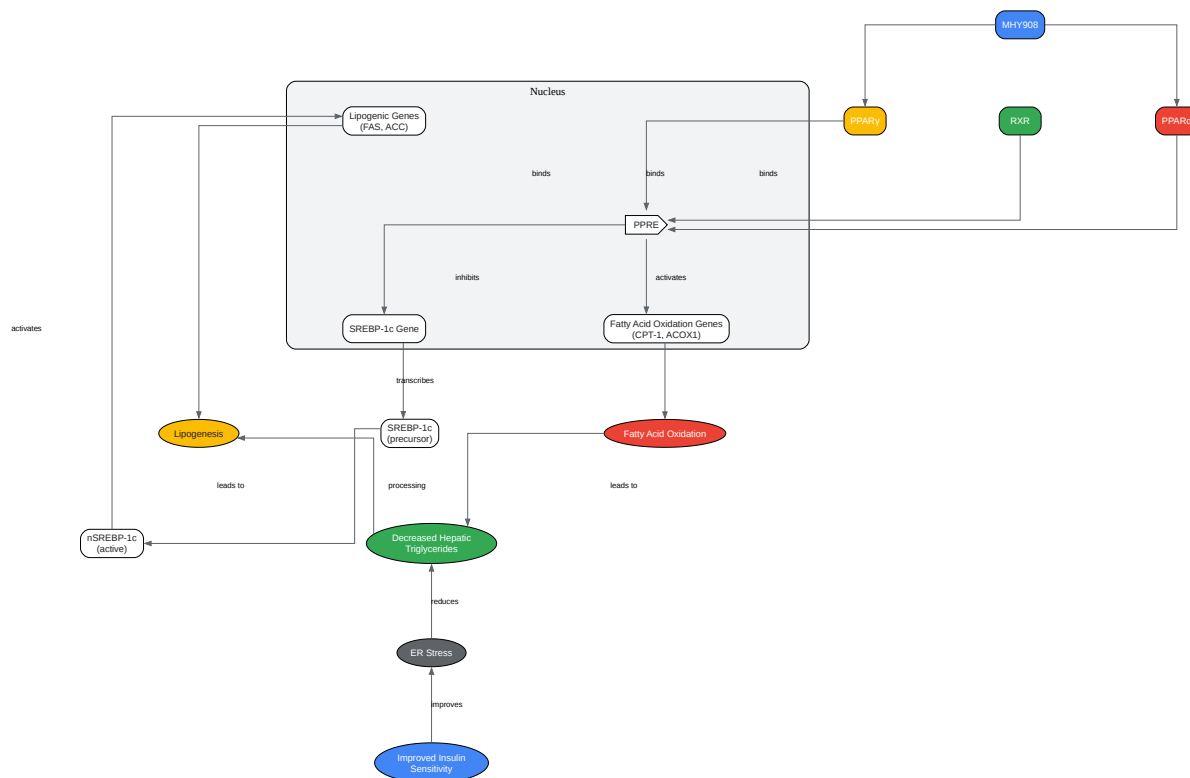 MHY908
Nucleus
Lipogenic Genes
(FAS, ACC)
PPARγ
RXR
PPARα
binds
binds
binds
PPRE
inhibits
activates
SREBP-1c Gene
Fatty Acid Oxidation Genes
(CPT-1, ACOX1)
activates
transcribes
Lipogenesis
SREBP-1c
(precursor)
Fatty Acid Oxidation
leads to
processing
leads to
nSREBP-1c
(active)
Decreased Hepatic
Triglycerides
reduces
ER Stress
improves
Improved Insulin
Sensitivity